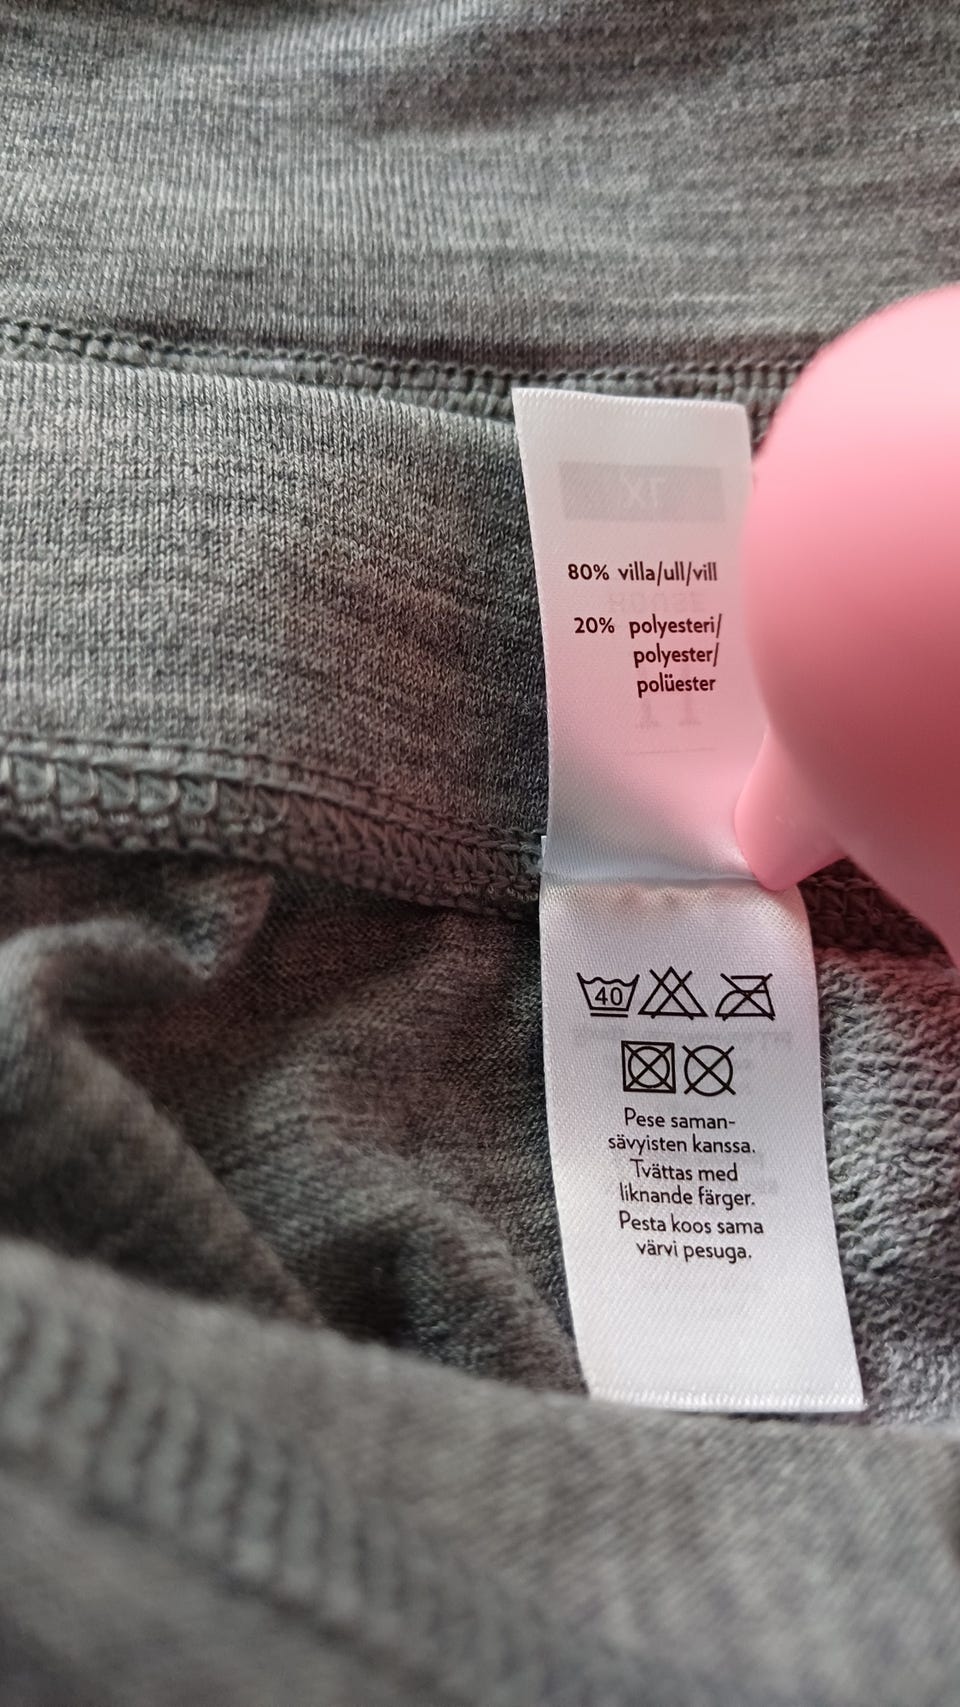 80% villa/ull/vill
20% polyesteri/
polyester/
polüester
40
Pese saman-
sävyisten kanssa.
Tvättas med
liknande färger.
Pesta koos sama
värvi pesuga.